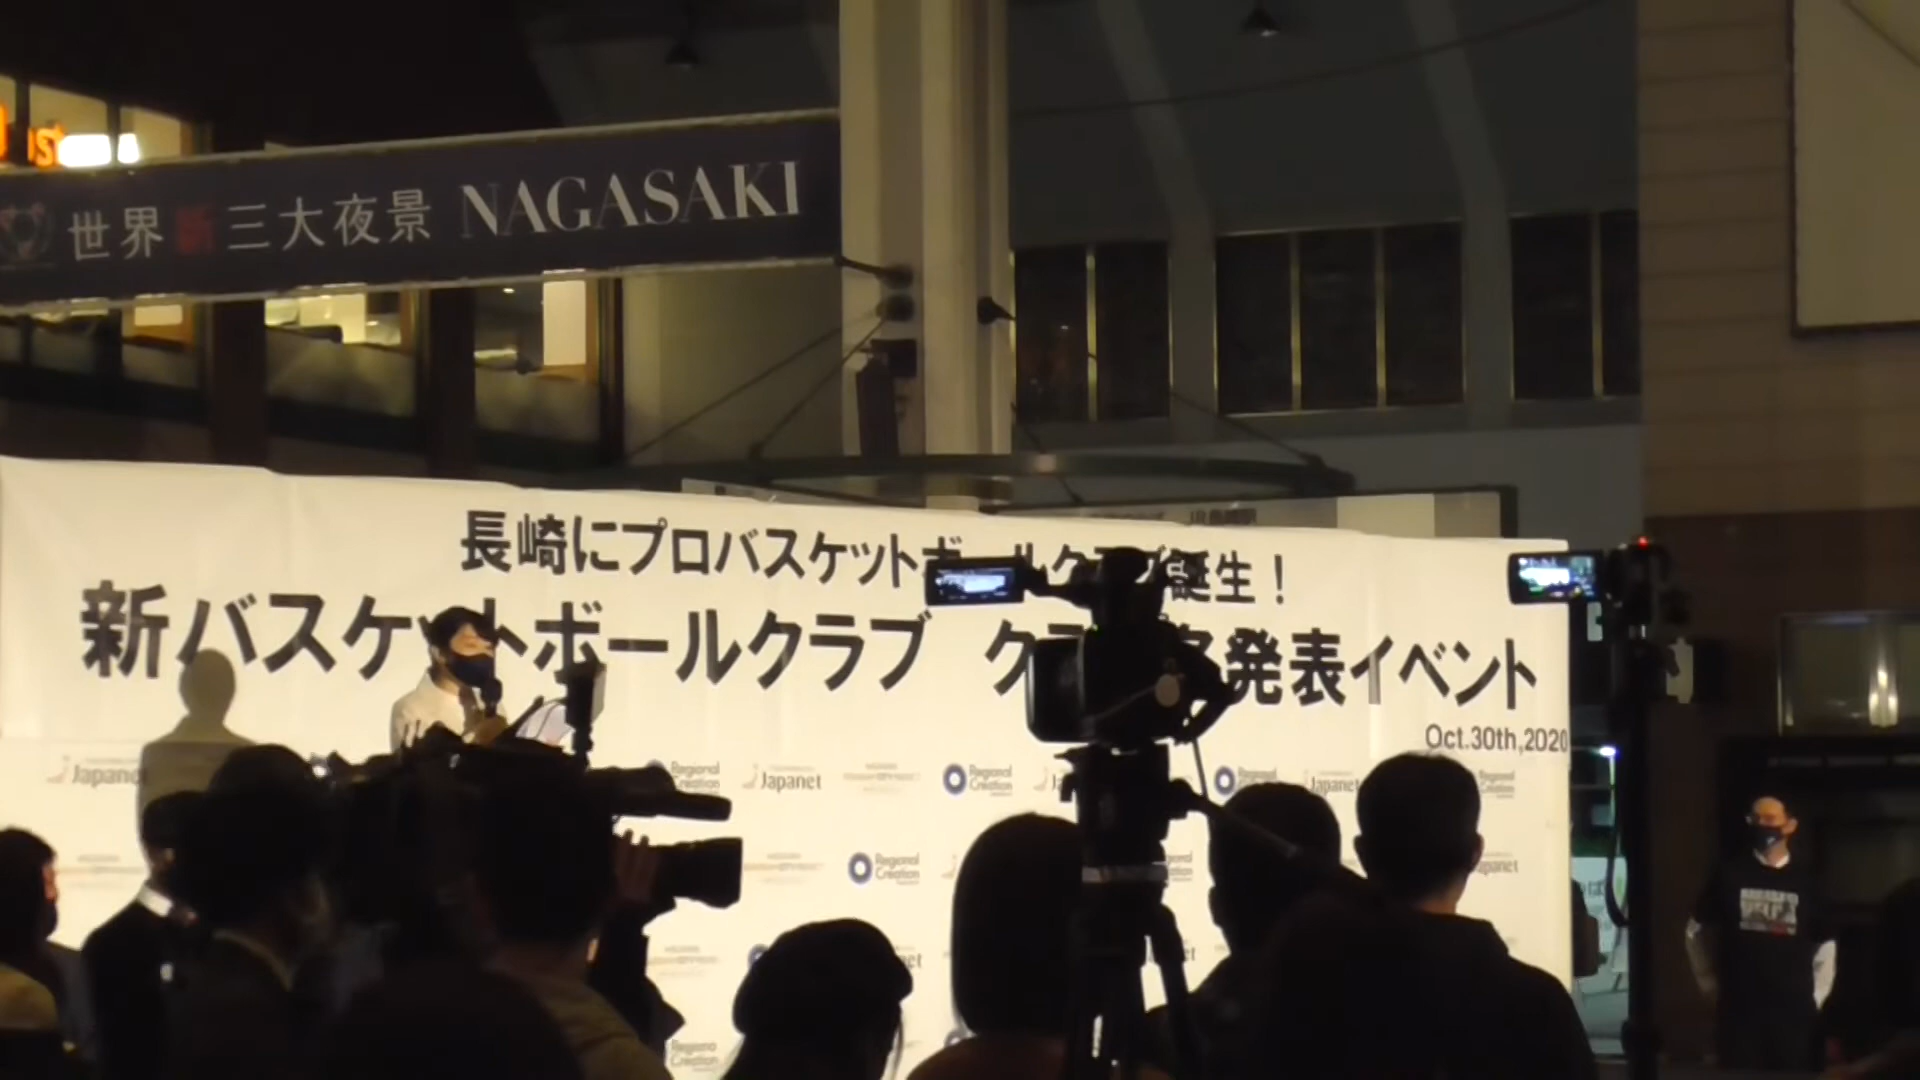 世界新三大夜景 NAGASAKI
長崎にプロバスケットボールクラブ誕生！
新バスケットボールクラブ クラブ名発表イベント
Oct.30th,2020
Japanet
Regional Creation
Japanet
Regional Creation
Regional Creation
Japanet
Regional Creation
Regional Creation